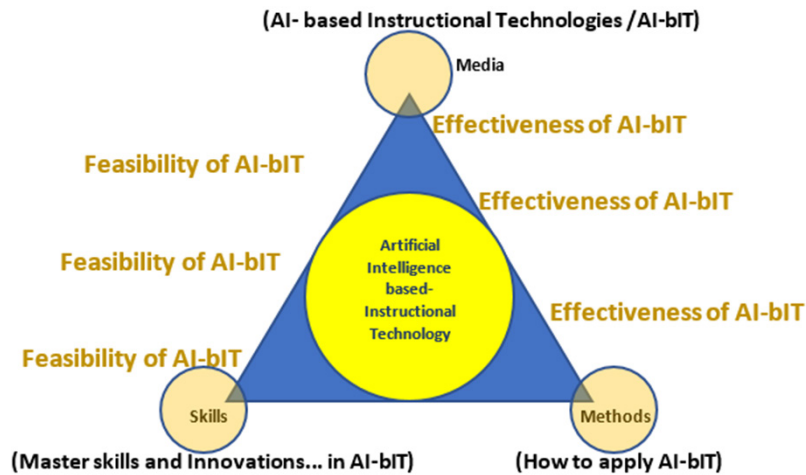 (AI- based Instructional Technologies /AI-bIT)
Media
Effectiveness of AI-bIT
Feasibility of AI-bIT
Effectiveness of AI-bIT
Artificial
Intelligence
based-
Instructional
Technology
Feasibility of AI-bIT
Effectiveness of AI-bIT
Feasibility of AI-bIT
Skills
Methods
(Master skills and Innovations... in AI-bIT)
(How to apply AI-bIT)